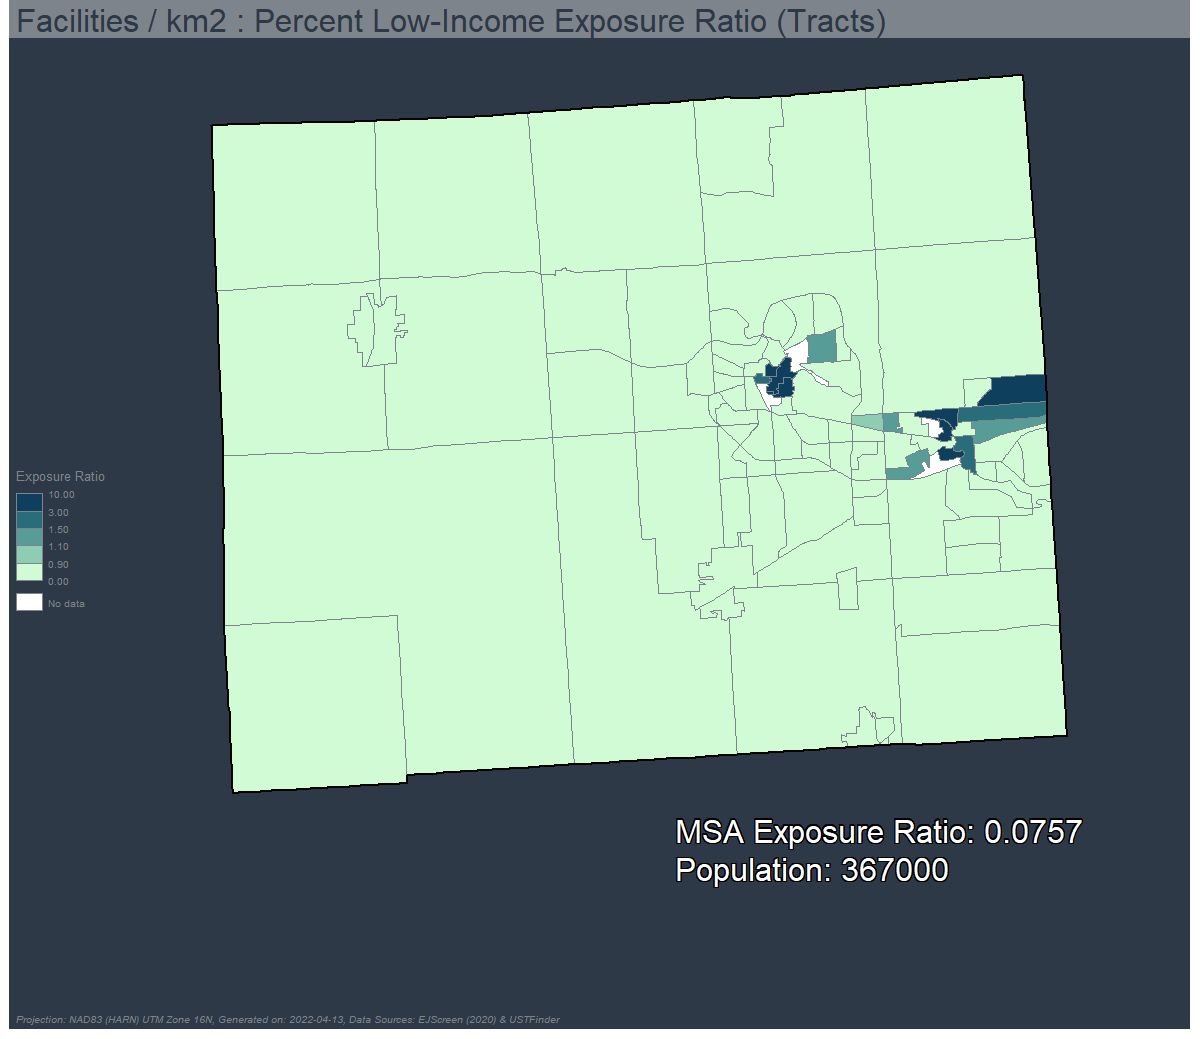 Facilities / km2 : Percent Low-Income Exposure Ratio (Tracts)
Exposure Ratio
10.00
3.00
1.50
1.10
0.90
0.00
No data
MSA Exposure Ratio: 0.0757
Population: 367000
Projection: NAD83 (HARN) UTM Zone 16N, Generated on: 2022-04-13, Data Sources: EJScreen (2020) & USTFinder